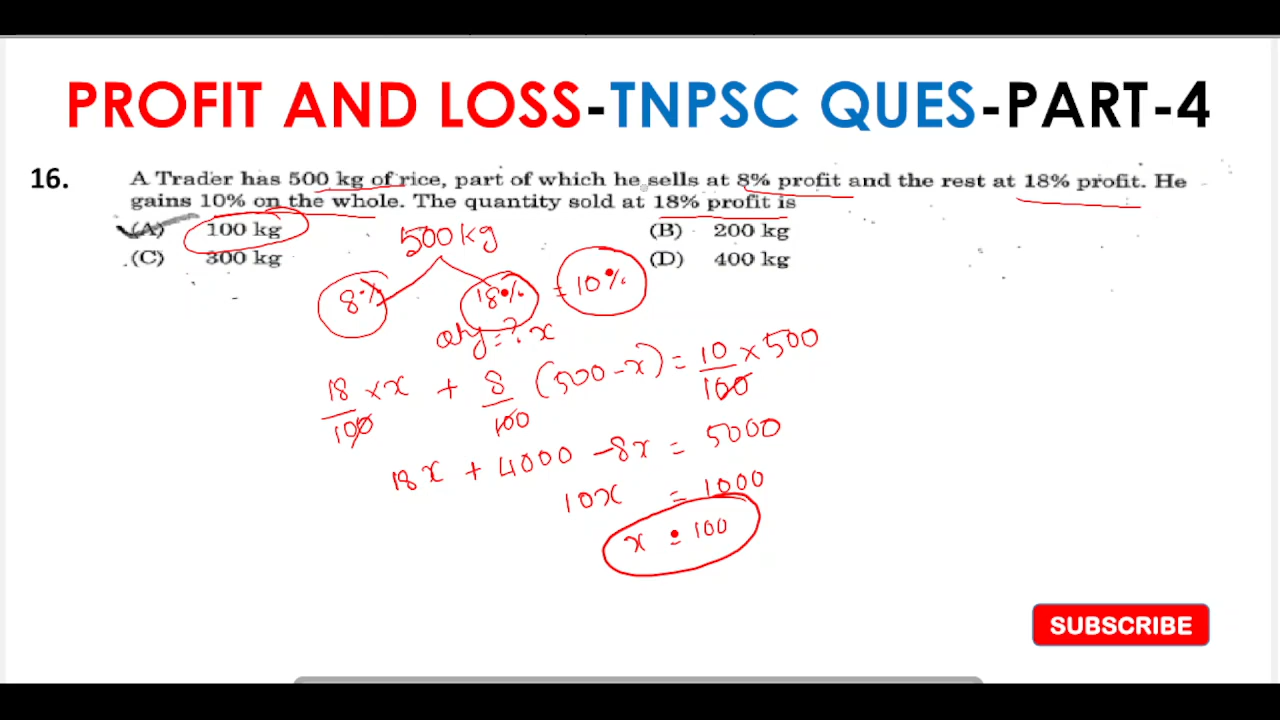 PROFIT AND LOSS-TNPSC QUES-PART-4
16. A Trader has 500 kg of rice, part of which he sells at 8% profit and the rest at 18% profit. He
gains 10% on the whole. The quantity sold at 18% profit is
(A) 100 kg (B) 200 kg
(C) 300 kg (D) 400 kg
500 kg
8% 18% = 10%
qty = ? x
18/100 × x + 8/100 (500 - x) = 10/100 × 500
18x + 4000 - 8x = 5000
10x = 1000
x = 100
SUBSCRIBE